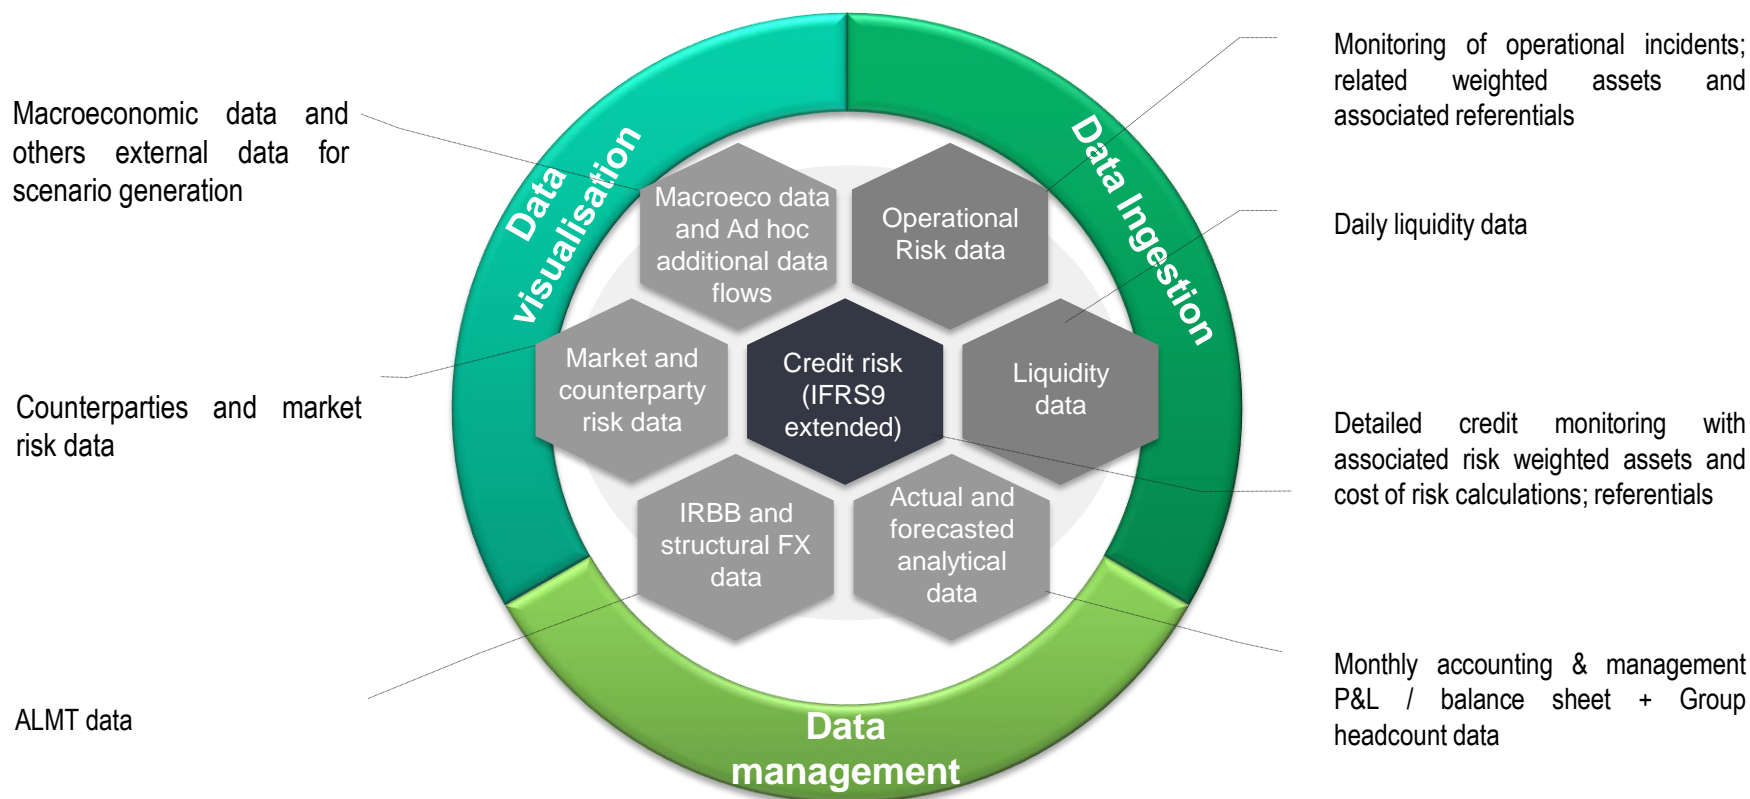 Macroeconomic data and
others external data for
scenario generation
Counterparties and market
risk data
ALMT data
Data
visualisation
Data Ingestion
Data
management
Macroeco data
and Ad hoc
additional data
flows
Operational
Risk data
Market and
counterparty
risk data
Credit risk
(IFRS9
extended)
Liquidity
data
IRBB and
structural FX
data
Actual and
forecasted
analytical
data
Monitoring of operational incidents;
related weighted assets and
associated referentials
Daily liquidity data
Detailed credit monitoring with
associated risk weighted assets and
cost of risk calculations; referentials
Monthly accounting & management
P&L / balance sheet + Group
headcount data